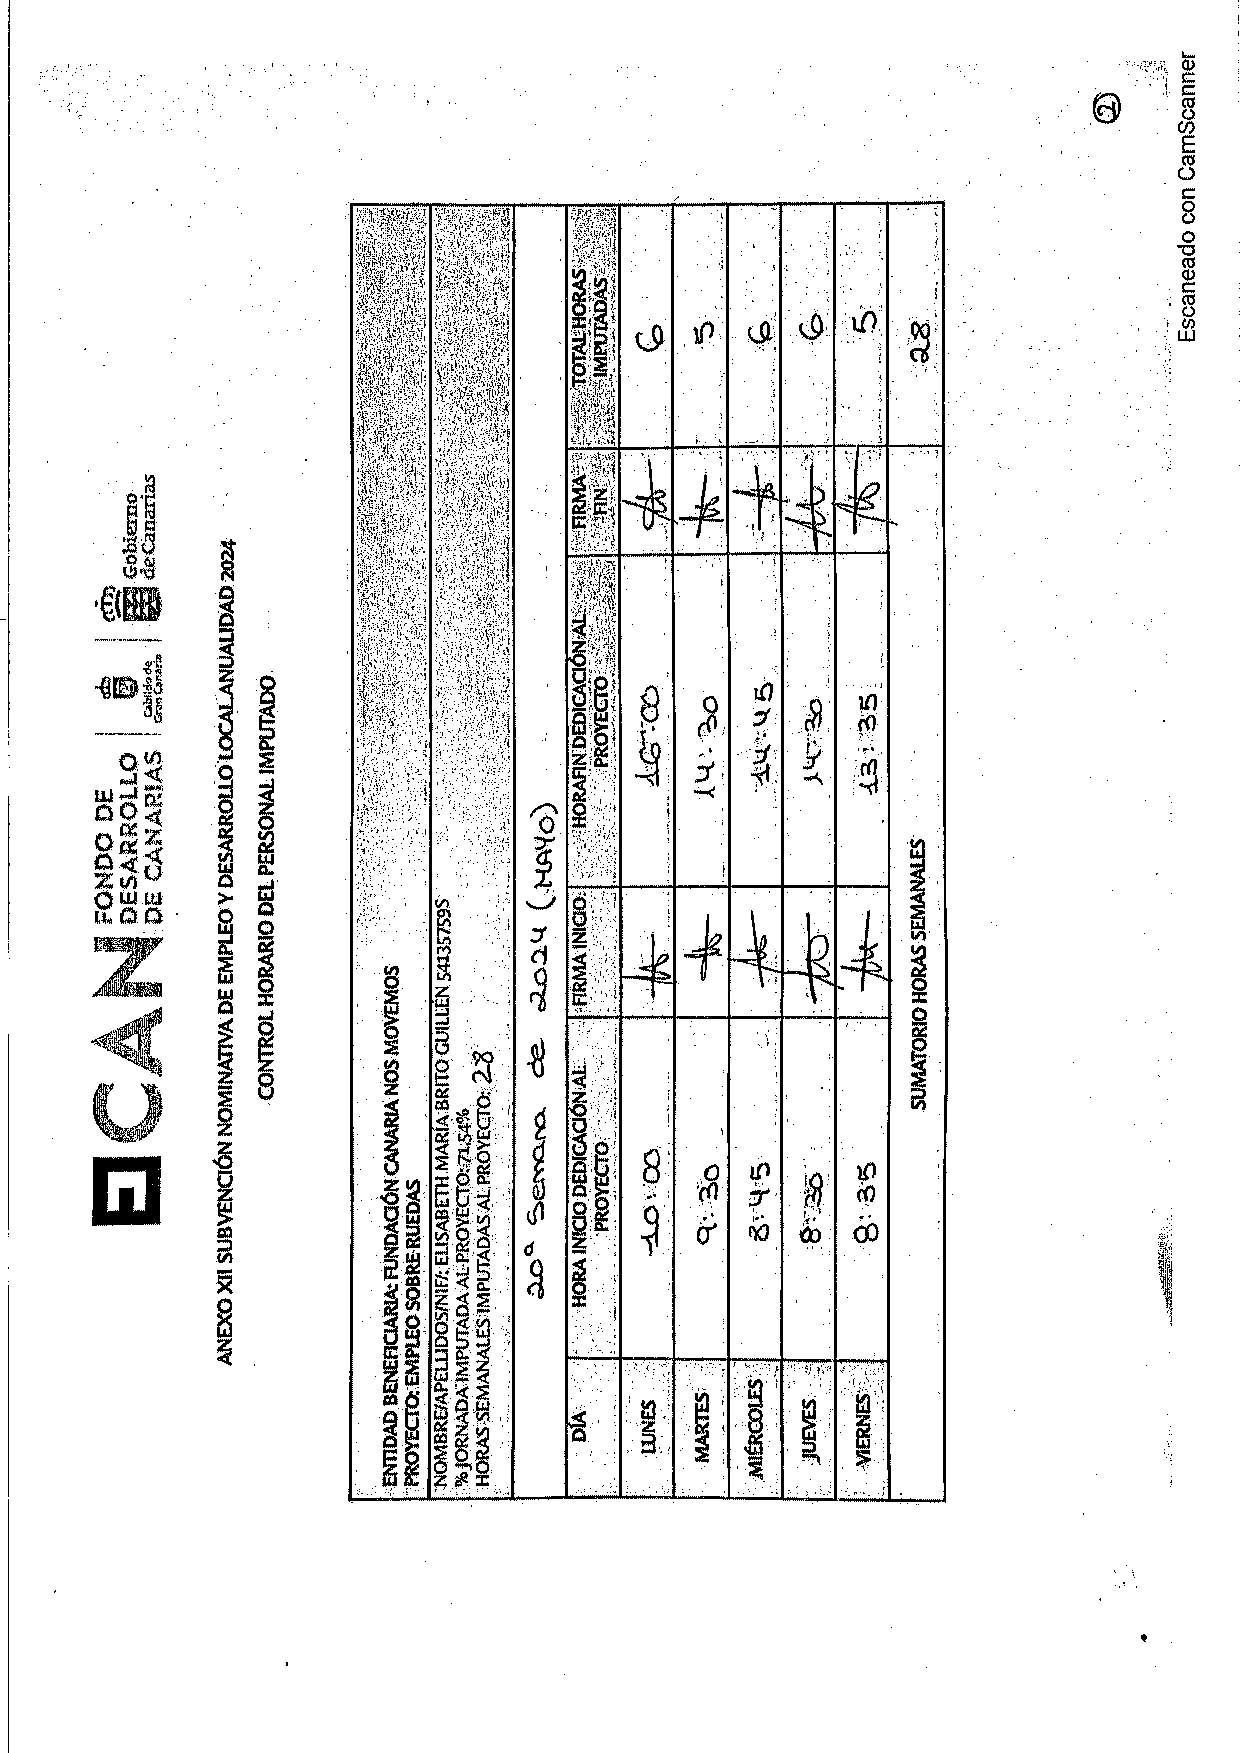 CAN FONDO DE DESARROLLO DE CANARIAS
Cabildo de Gran Canaria
Gobierno de Canarias
ANEXO XII SUBVENCIÓN NOMINATIVA DE EMPLEO Y DESARROLLO LOCAL ANUALIDAD 2024
CONTROL HORARIO DEL PERSONAL IMPUTADO
ENTIDAD BENEFICIARIA: FUNDACIÓN CANARIA NOS MOVEMOS
PROYECTO: EMPLEO SOBRE RUEDAS
NOMBRE/APELLIDOS/NIF/: ELISABETH MARÍA BRITO GUILLÉN 54135759S
% JORNADA IMPUTADA AL PROYECTO: 71.54%
HORAS SEMANALES IMPUTADAS AL PROYECTO: 28
20ª Semana de 2024 (MAYO)
DÍA HORA INICIO DEDICACIÓN AL PROYECTO FIRMA INICIO HORA FIN DEDICACIÓN AL PROYECTO FIRMA FIN TOTAL HORAS IMPUTADAS
LUNES 10:00 16:00 6
MARTES 9:30 14:30 5
MIÉRCOLES 8:45 14:45 6
JUEVES 8:30 14:30 6
VIERNES 8:35 13:35 5
SUMATORIO HORAS SEMANALES 28
2
Escaneado con CamScanner